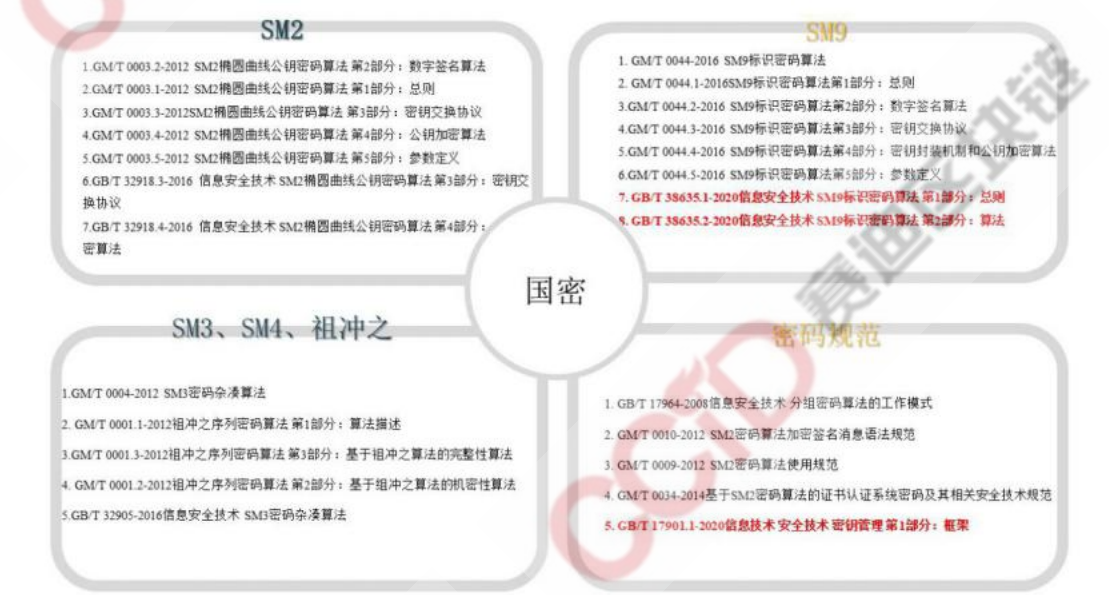 SM2
1.GM/T 0003.2-2012 SM2椭圆曲线公钥密码算法 第2部分：数字签名算法
2.GM/T 0003.1-2012 SM2椭圆曲线公钥密码算法 第1部分：总则
3.GM/T 0003.3-2012SM2椭圆曲线公钥密码算法 第3部分：密钥交换协议
4.GM/T 0003.4-2012 SM2椭圆曲线公钥密码算法 第4部分：公钥加密算法
5.GM/T 0003.5-2012 SM2椭圆曲线公钥密码算法 第5部分：参数定义
6.GB/T 32918.3-2016 信息安全技术 SM2椭圆曲线公钥密码算法 第3部分：密钥交
换协议
7.GB/T 32918.4-2016 信息安全技术 SM2椭圆曲线公钥密码算法 第4部分：
密算法
SM9
1. GM/T 0044-2016 SM9标识密码算法
2. GM/T 0044.1-2016SM9标识密码算法第1部分：总则
3.GM/T 0044.2-2016 SM9标识密码算法第2部分：数字签名算法
4.GM/T 0044.3-2016 SM9标识密码算法第3部分：密钥交换协议
5.GM/T 0044.4-2016 SM9标识密码算法第4部分：密钥封装机制和公钥加密算法
6.GM/T 0044.5-2016 SM9标识密码算法第5部分：参数定义
7. GB/T 38635.1-2020信息安全技术 SM9标识密码算法 第1部分：总则
8. GB/T 38635.2-2020信息安全技术 SM9标识密码算法 第2部分：算法
国密
SM3、SM4、祖冲之
1.GM/T 0004-2012 SM3密码杂凑算法
2. GM/T 0001.1-2012祖冲之序列密码算法 第1部分：算法描述
3.GM/T 0001.3-2012祖冲之序列密码算法 第3部分：基于祖冲之算法的完整性算法
4. GM/T 0001.2-2012祖冲之序列密码算法 第2部分：基于祖冲之算法的机密性算法
5.GB/T 32905-2016信息安全技术 SM3密码杂凑算法
密码规范
1. GB/T 17964-2008信息安全技术 分组密码算法的工作模式
2. GM/T 0010-2012 SM2密码算法加密签名消息语法规范
3. GM/T 0009-2012 SM2密码算法使用规范
4. GM/T 0034-2014基于SM2密码算法的证书认证系统密码及其相关安全技术规范
5. GB/T 17901.1-2020信息技术 安全技术 密钥管理 第1部分：框架
CCiD 赛迪区块链